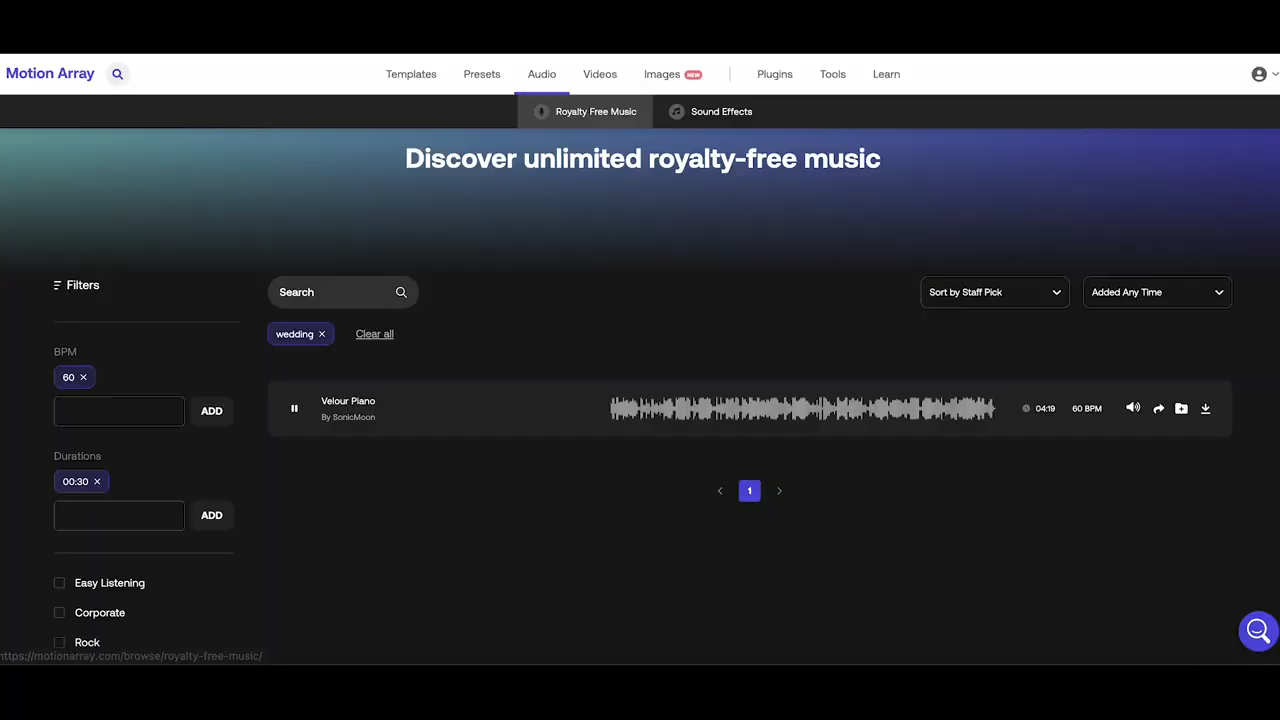 Motion Array
Templates Presets Audio Videos Images NEW Plugins Tools Learn
Royalty Free Music Sound Effects
Discover unlimited royalty-free music
Filters
Search
Sort by Staff Pick
Added Any Time
wedding × Clear all
BPM
60 ×
ADD
Velour Piano
By SonicMoon
04:19 60 BPM
Durations
00:30 ×
ADD
1
Easy Listening
Corporate
Rock
https://motionarray.com/browse/royalty-free-music/